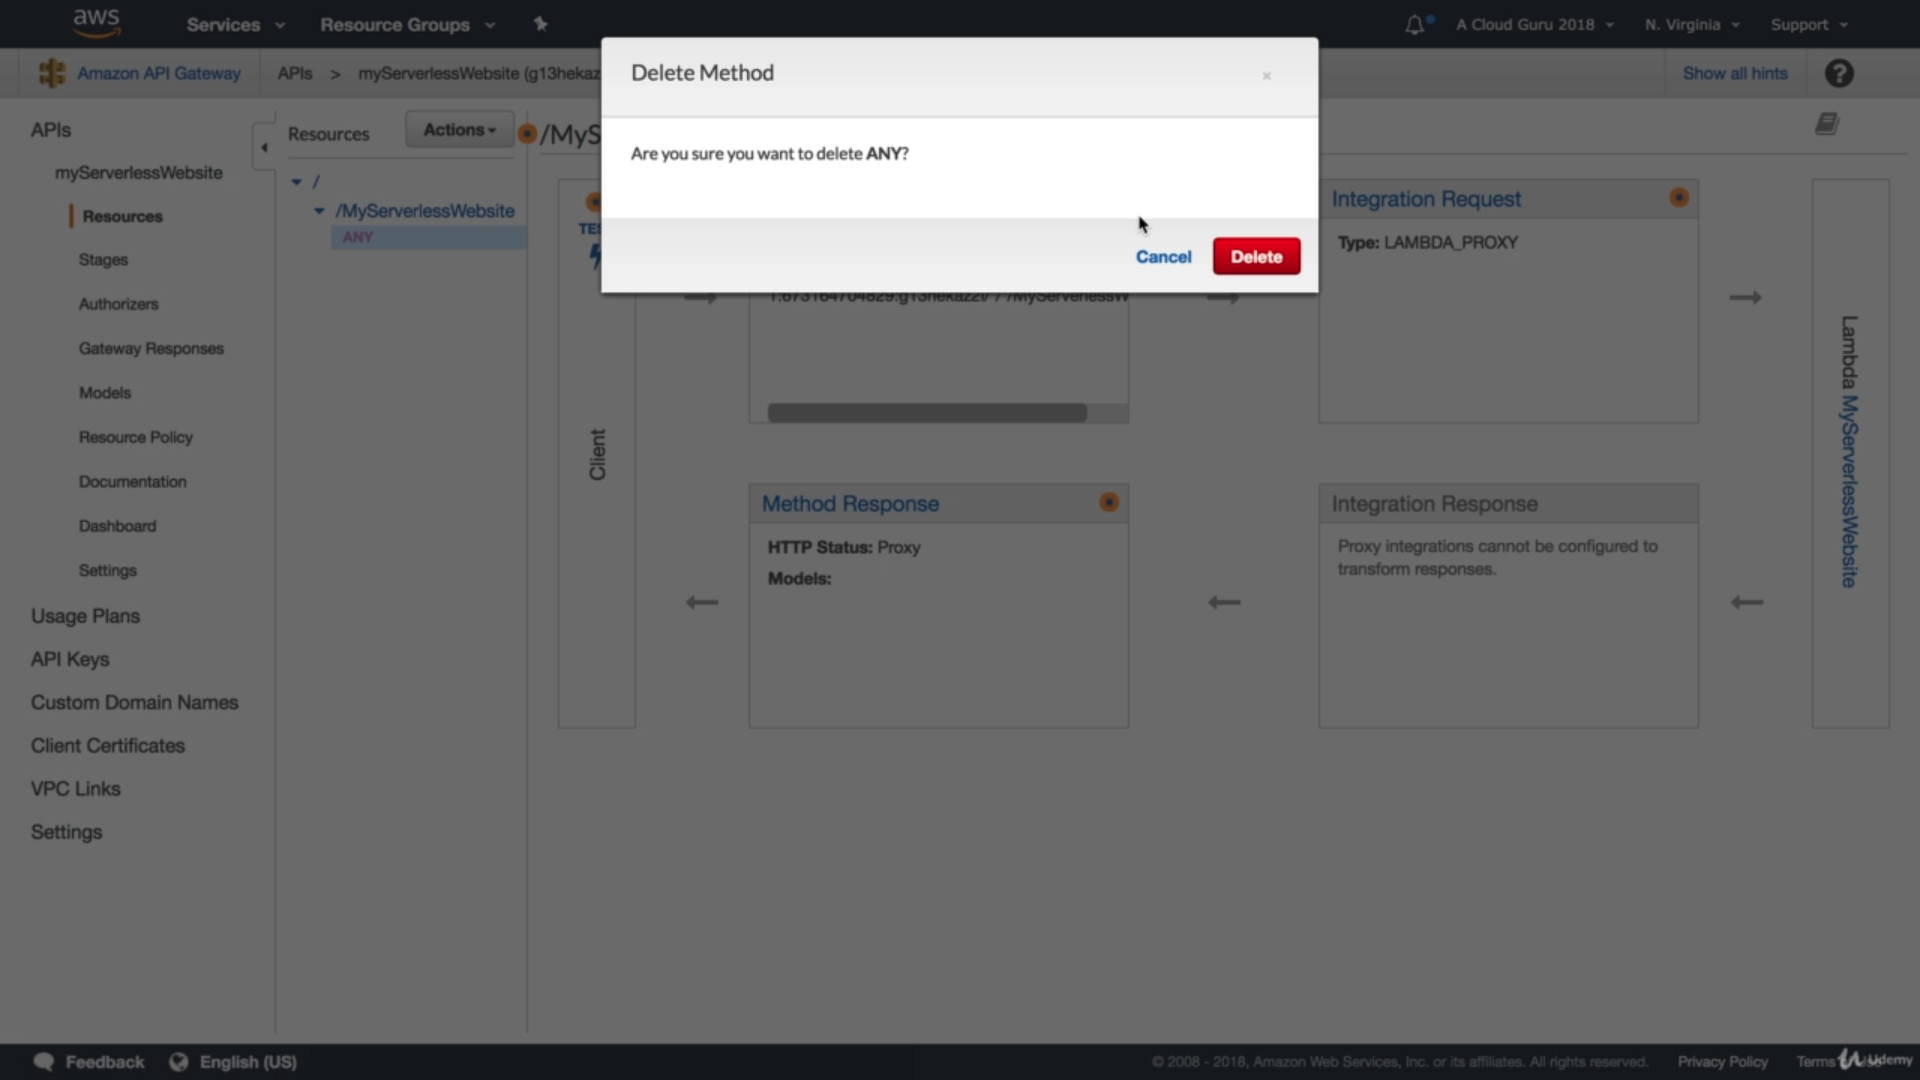 aws
Services
Resource Groups
A Cloud Guru 2018
N. Virginia
Support
Amazon API Gateway
APIs > myServerlessWebsite (g13hekaz
Show all hints
?
Delete Method
×
Are you sure you want to delete ANY?
Cancel
Delete
APIs
myServerlessWebsite
Resources
Stages
Authorizers
Gateway Responses
Models
Resource Policy
Documentation
Dashboard
Settings
Usage Plans
API Keys
Custom Domain Names
Client Certificates
VPC Links
Settings
Resources
Actions
/
/MyServerlessWebsite
ANY
/MyS
TES
Client
Integration Request
Type: LAMBDA_PROXY
Method Response
HTTP Status: Proxy
Models:
Integration Response
Proxy integrations cannot be configured to
transform responses.
Lambda MyServerlessWebsite
Feedback
English (US)
© 2008 - 2018, Amazon Web Services, Inc. or its affiliates. All rights reserved.
Privacy Policy
Terms
Udemy